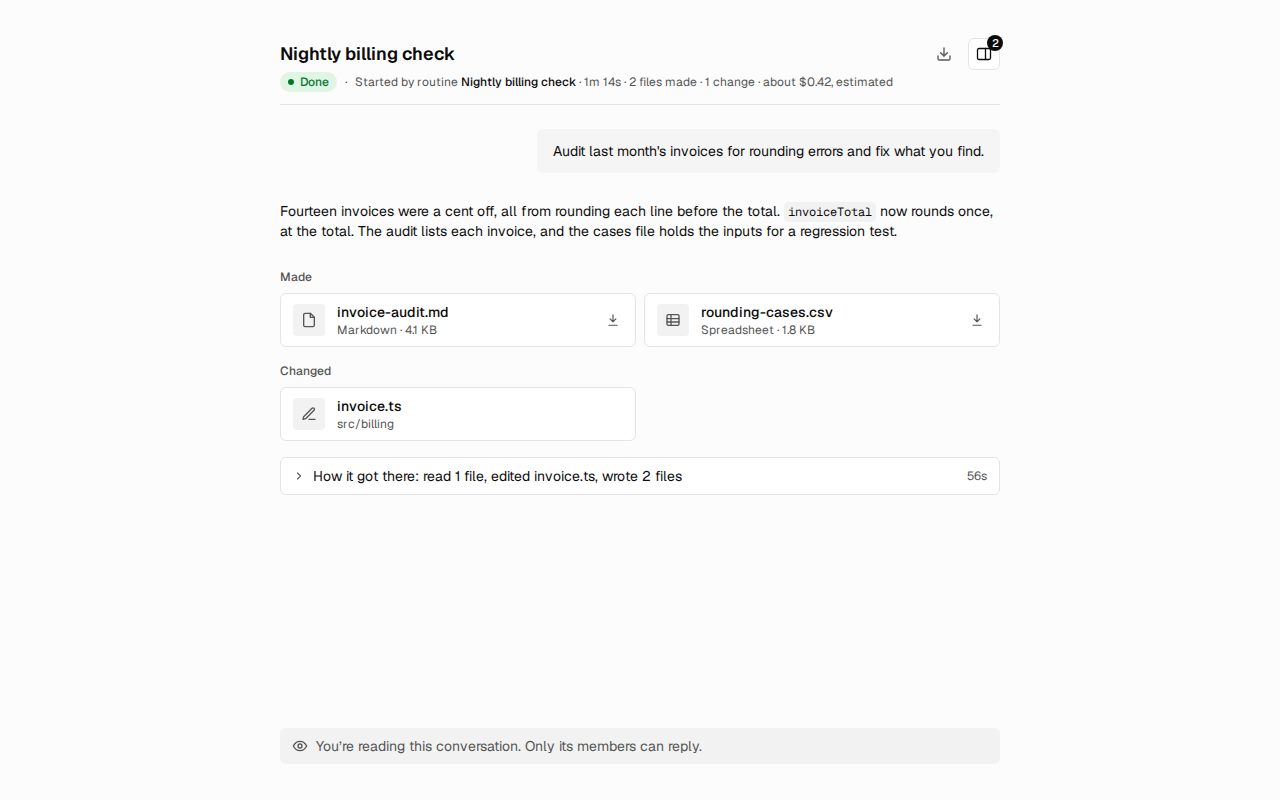 Nightly billing check
2
Done · Started by routine Nightly billing check · 1m 14s · 2 files made · 1 change · about $0.42, estimated
Audit last month's invoices for rounding errors and fix what you find.
Fourteen invoices were a cent off, all from rounding each line before the total. invoiceTotal now rounds once,
at the total. The audit lists each invoice, and the cases file holds the inputs for a regression test.
Made
invoice-audit.md
Markdown · 4.1 KB
rounding-cases.csv
Spreadsheet · 1.8 KB
Changed
invoice.ts
src/billing
How it got there: read 1 file, edited invoice.ts, wrote 2 files 56s
You're reading this conversation. Only its members can reply.